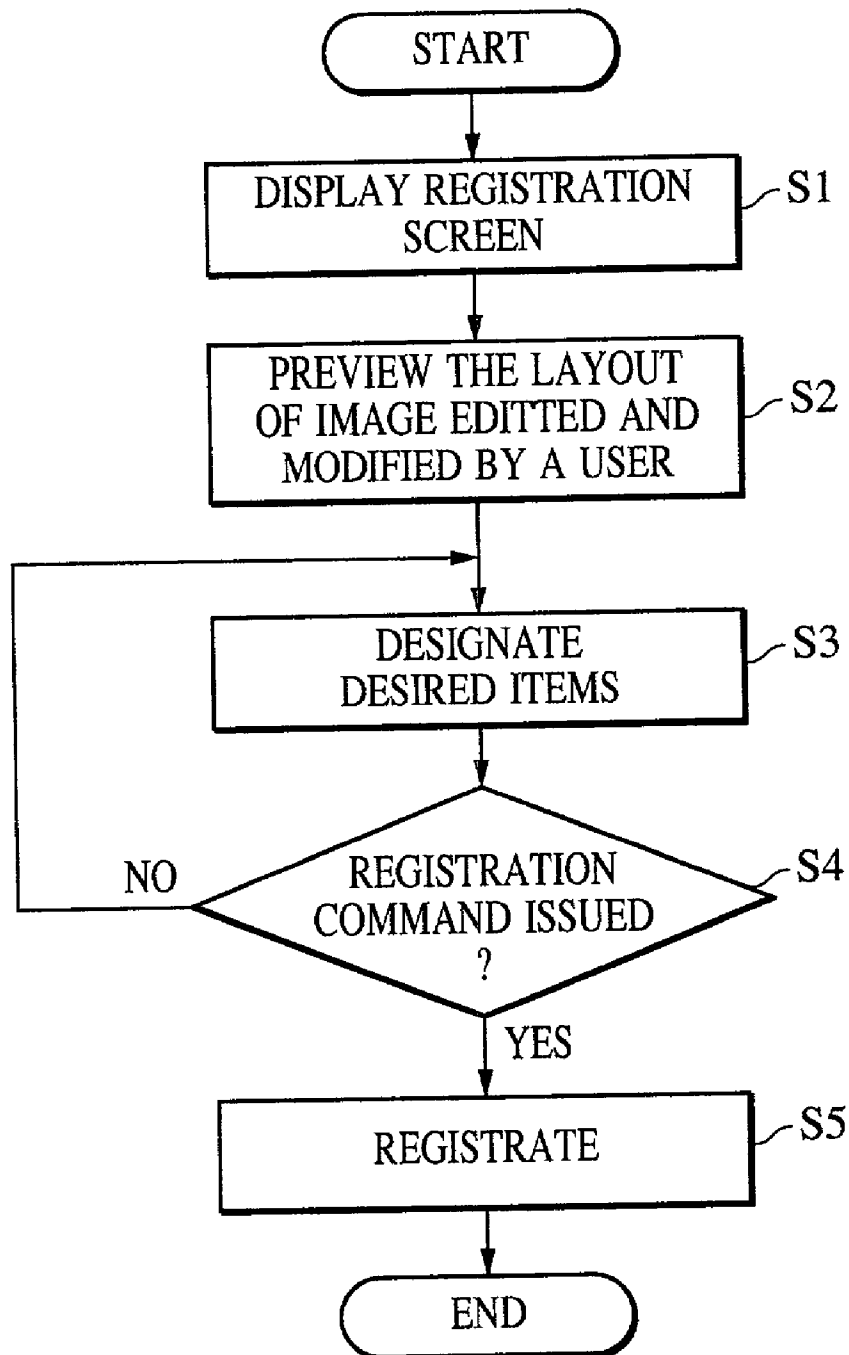 START
DISPLAY REGISTRATION
SCREEN
S1
PREVIEW THE LAYOUT
OF IMAGE EDITTED AND
MODIFIED BY A USER
S2
DESIGNATE
DESIRED ITEMS
S3
NO
REGISTRATION
COMMAND ISSUED
?
S4
YES
REGISTRATE
S5
END